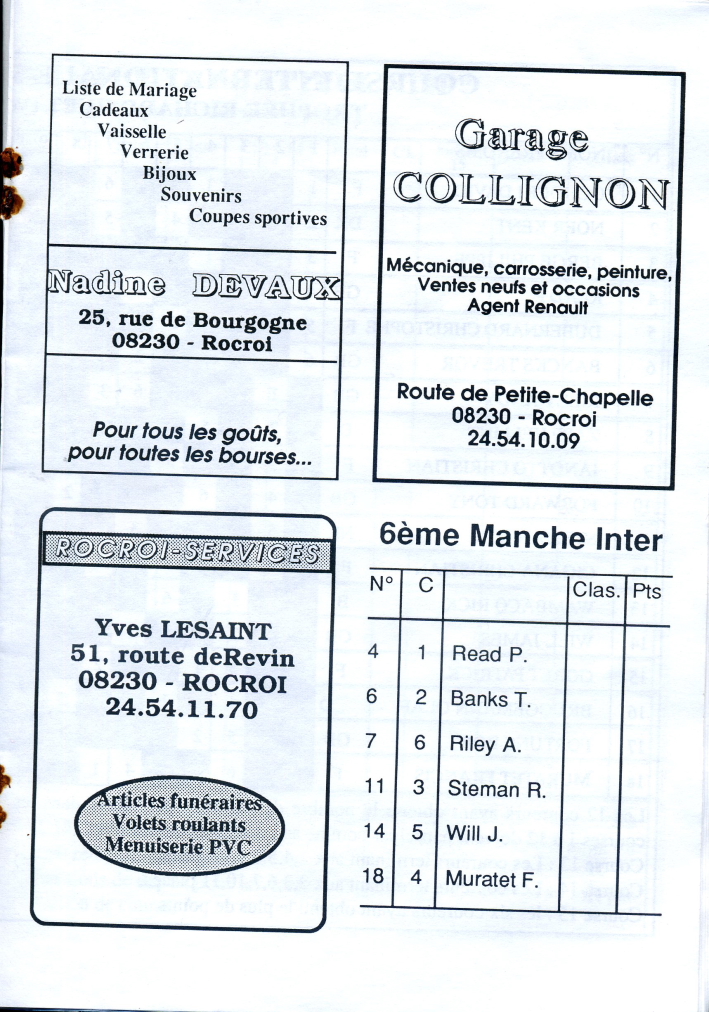 Liste de Mariage
Cadeaux
Vaisselle
Verrerie
Bijoux
Souvenirs
Coupes sportives
Nadine DEVAUX
25, rue de Bourgogne
08230 - Rocroi
Pour tous les goûts,
pour toutes les bourses...
Garage
COLLIGNON
Mécanique, carrosserie, peinture,
Ventes neufs et occasions
Agent Renault
Route de Petite-Chapelle
08230 - Rocroi
24.54.10.09
ROCROI-SERVICES
Yves LESAINT
51, route deRevin
08230 - ROCROI
24.54.11.70
Articles funéraires
Volets roulants
Menuiserie PVC
6ème Manche Inter
N° C Clas. Pts
4 1 Read P.
6 2 Banks T.
7 6 Riley A.
11 3 Steman R.
14 5 Will J.
18 4 Muratet F.